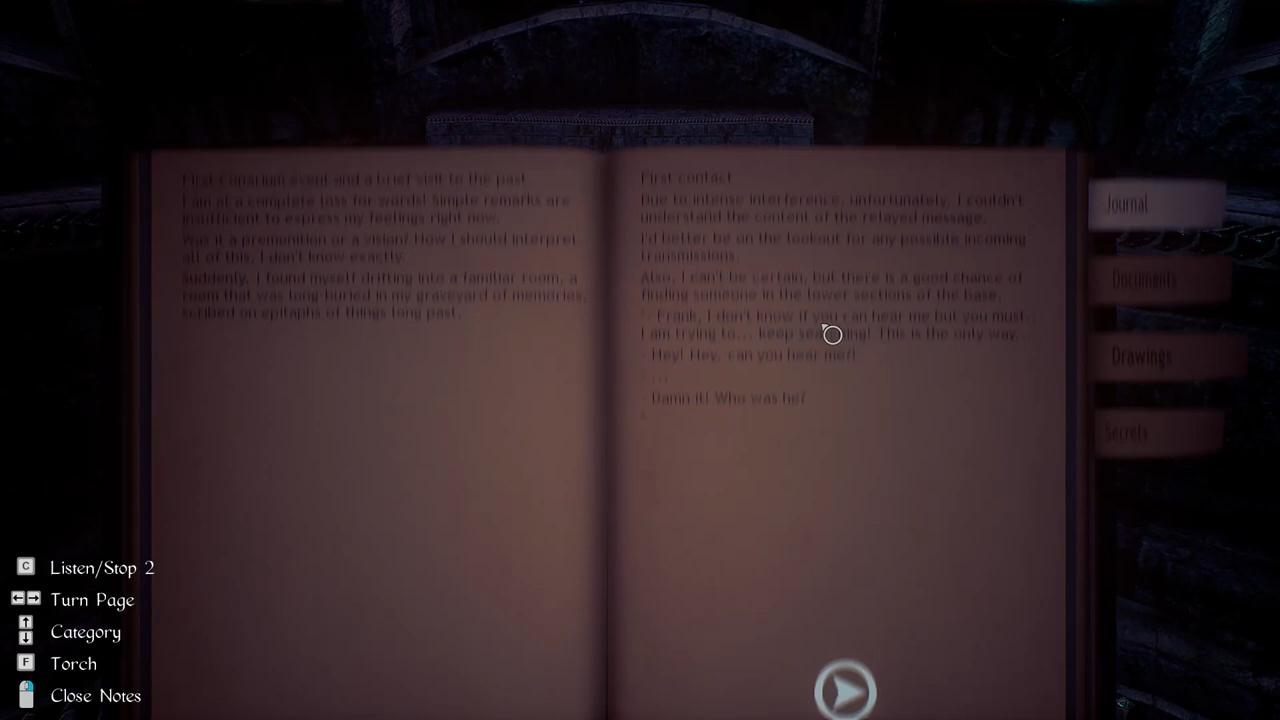 First Conarium event and a brief visit to the past
I am at a complete loss for words! Simple remarks are
insufficient to express my feelings right now.
Was it a premonition or a vision? How I should interpret
all of this, I don't know exactly.
Suddenly, I found myself drifting into a familiar room, a
room that was long-buried in my graveyard of memories,
scribed on epitaphs of things long past.
First contact
Due to intense interference, unfortunately, I couldn't
understand the content of the relayed message.
I'd better be on the lookout for any possible incoming
transmissions.
Also, I can't be certain, but there is a good chance of
finding someone in the lower sections of the base.
"- Frank, I don't know if you can hear me but you must...
I am trying to... keep searching! This is the only way...
- Hey! Hey, can you hear me?!
- ...
- Damn it! Who was he?
"
Journal
Documents
Drawings
Secrets
C Listen/Stop 2
Turn Page
Category
F Torch
Close Notes